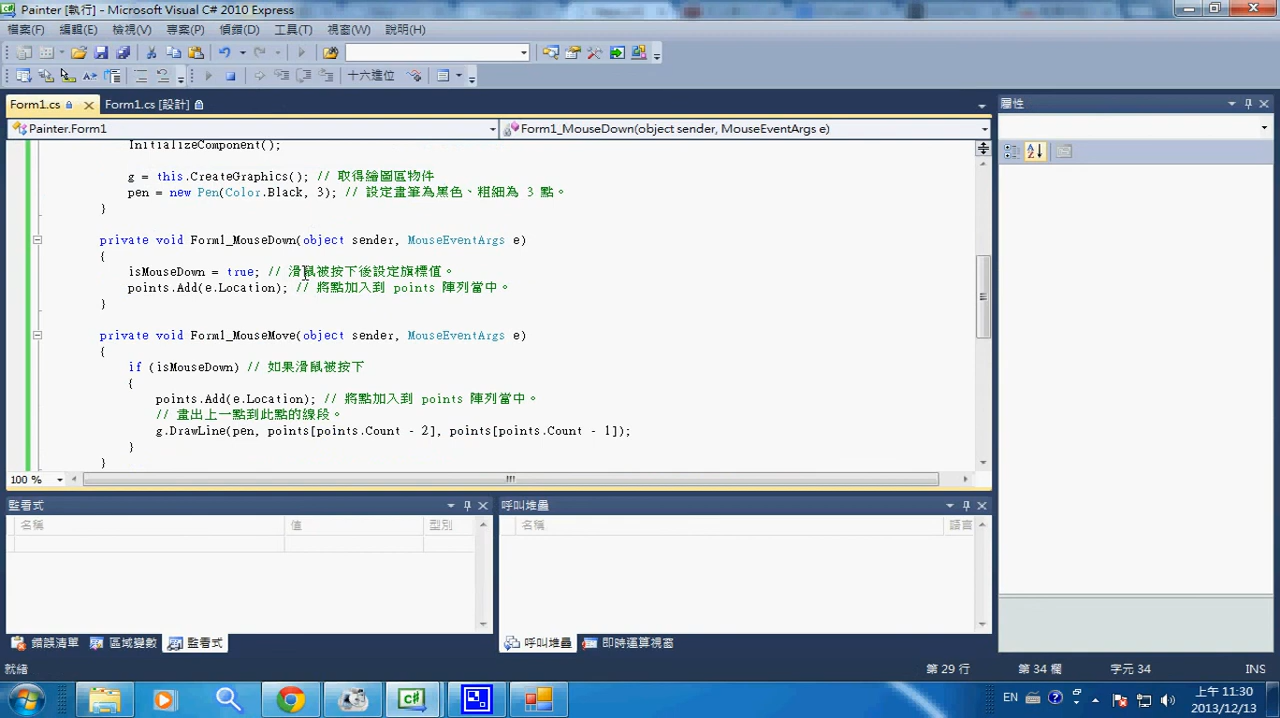 Painter [執行] - Microsoft Visual C# 2010 Express
檔案(F) 編輯(E) 檢視(V) 專案(P) 偵錯(D) 工具(T) 視窗(W) 說明(H)
十六進位
Form1.cs
Form1.cs [設計]
Painter.Form1
Form1_MouseDown(object sender, MouseEventArgs e)
InitializeComponent();
g = this.CreateGraphics(); // 取得繪圖區物件
pen = new Pen(Color.Black, 3); // 設定畫筆為黑色、粗細為 3 點。
}
private void Form1_MouseDown(object sender, MouseEventArgs e)
{
isMouseDown = true; // 滑鼠被按下後設定旗標值。
points.Add(e.Location); // 將點加入到 points 陣列當中。
}
private void Form1_MouseMove(object sender, MouseEventArgs e)
{
if (isMouseDown) // 如果滑鼠被按下
{
points.Add(e.Location); // 將點加入到 points 陣列當中。
// 畫出上一點到此點的線段。
g.DrawLine(pen, points[points.Count - 2], points[points.Count - 1]);
}
}
100 %
屬性
監看式
名稱 值 型別
呼叫堆疊
名稱 語言
錯誤清單 區域變數 監看式
呼叫堆疊 即時運算視窗
就緒 第 29 行 第 34 欄 字元 34 INS
EN
上午 11:30
2013/12/13